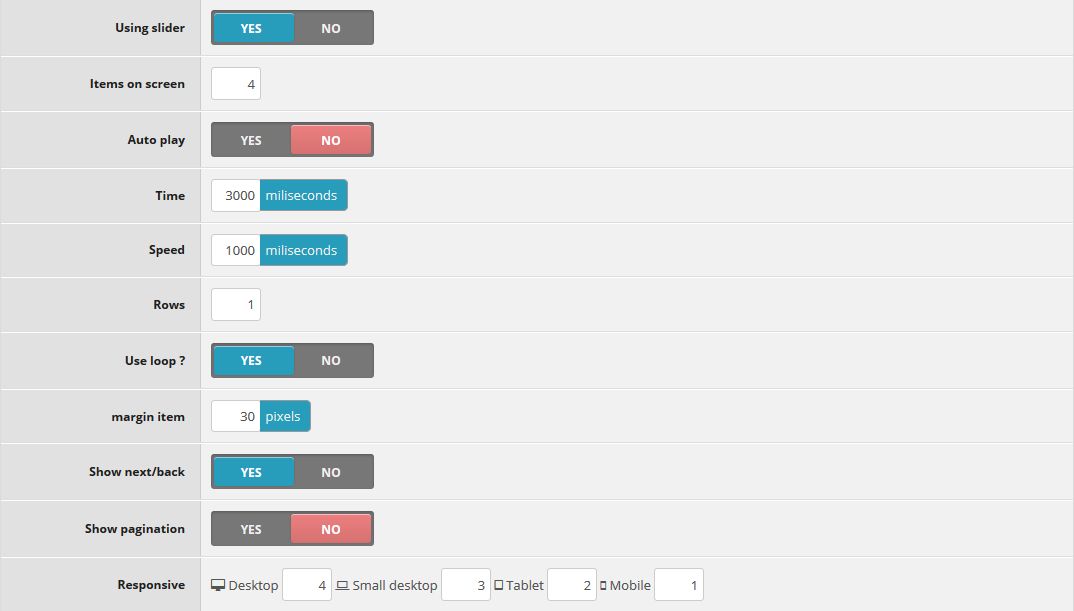 Using slider YES NO
Items on screen 4
Auto play YES NO
Time 3000 miliseconds
Speed 1000 miliseconds
Rows 1
Use loop ? YES NO
margin item 30 pixels
Show next/back YES NO
Show pagination YES NO
Responsive Desktop 4 Small desktop 3 Tablet 2 Mobile 1